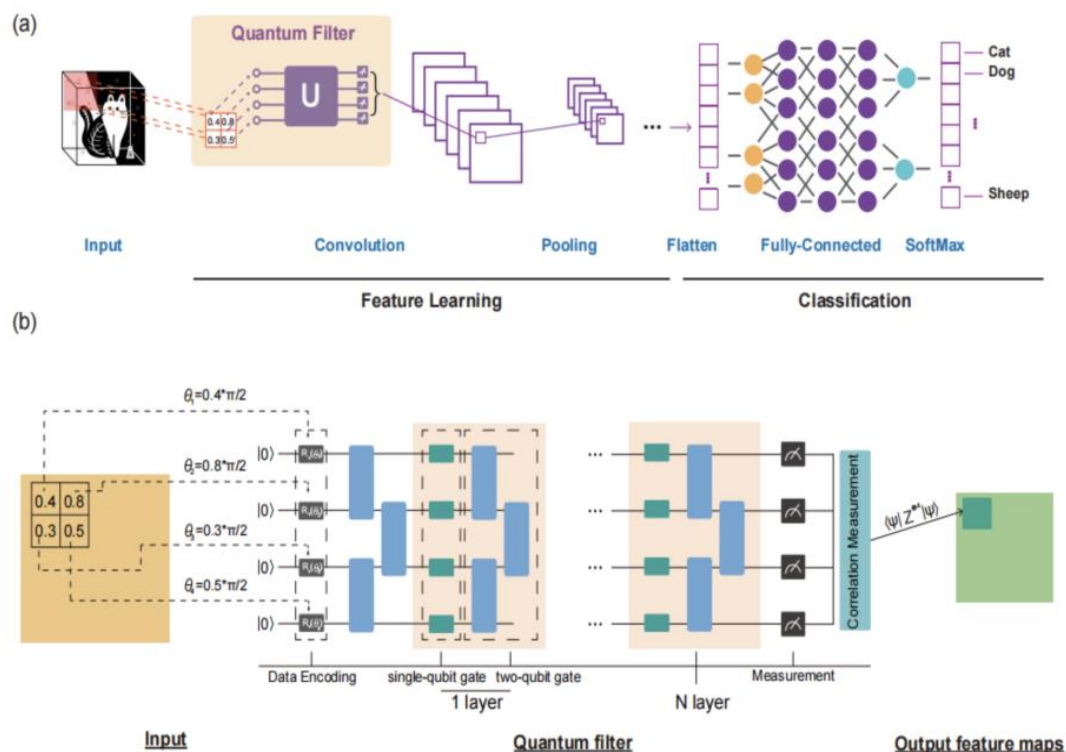 (a)
Quantum Filter
U
0.4 0.8
0.3 0.5
...
Cat
Dog
Sheep
Input
Convolution
Pooling
Flatten
Fully-Connected
SoftMax
Feature Learning
Classification
(b)
θ₁=0.4*π/2
θ₂=0.8*π/2
θ₃=0.3*π/2
θ₄=0.5*π/2
0.4 0.8
0.3 0.5
|0⟩
|0⟩
|0⟩
|0⟩
...
...
...
...
Correlation Measurement
Data Encoding
single-qubit gate
two-qubit gate
Measurement
1 layer
N layer
Input
Quantum filter
Output feature maps